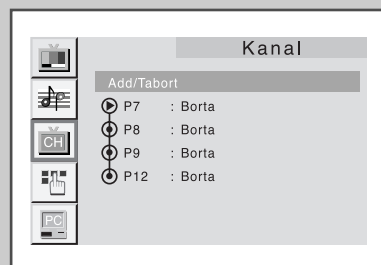 Kanal
Add/Tabort
P7 : Borta
P8 : Borta
CH
P9 : Borta
P12 : Borta
PC